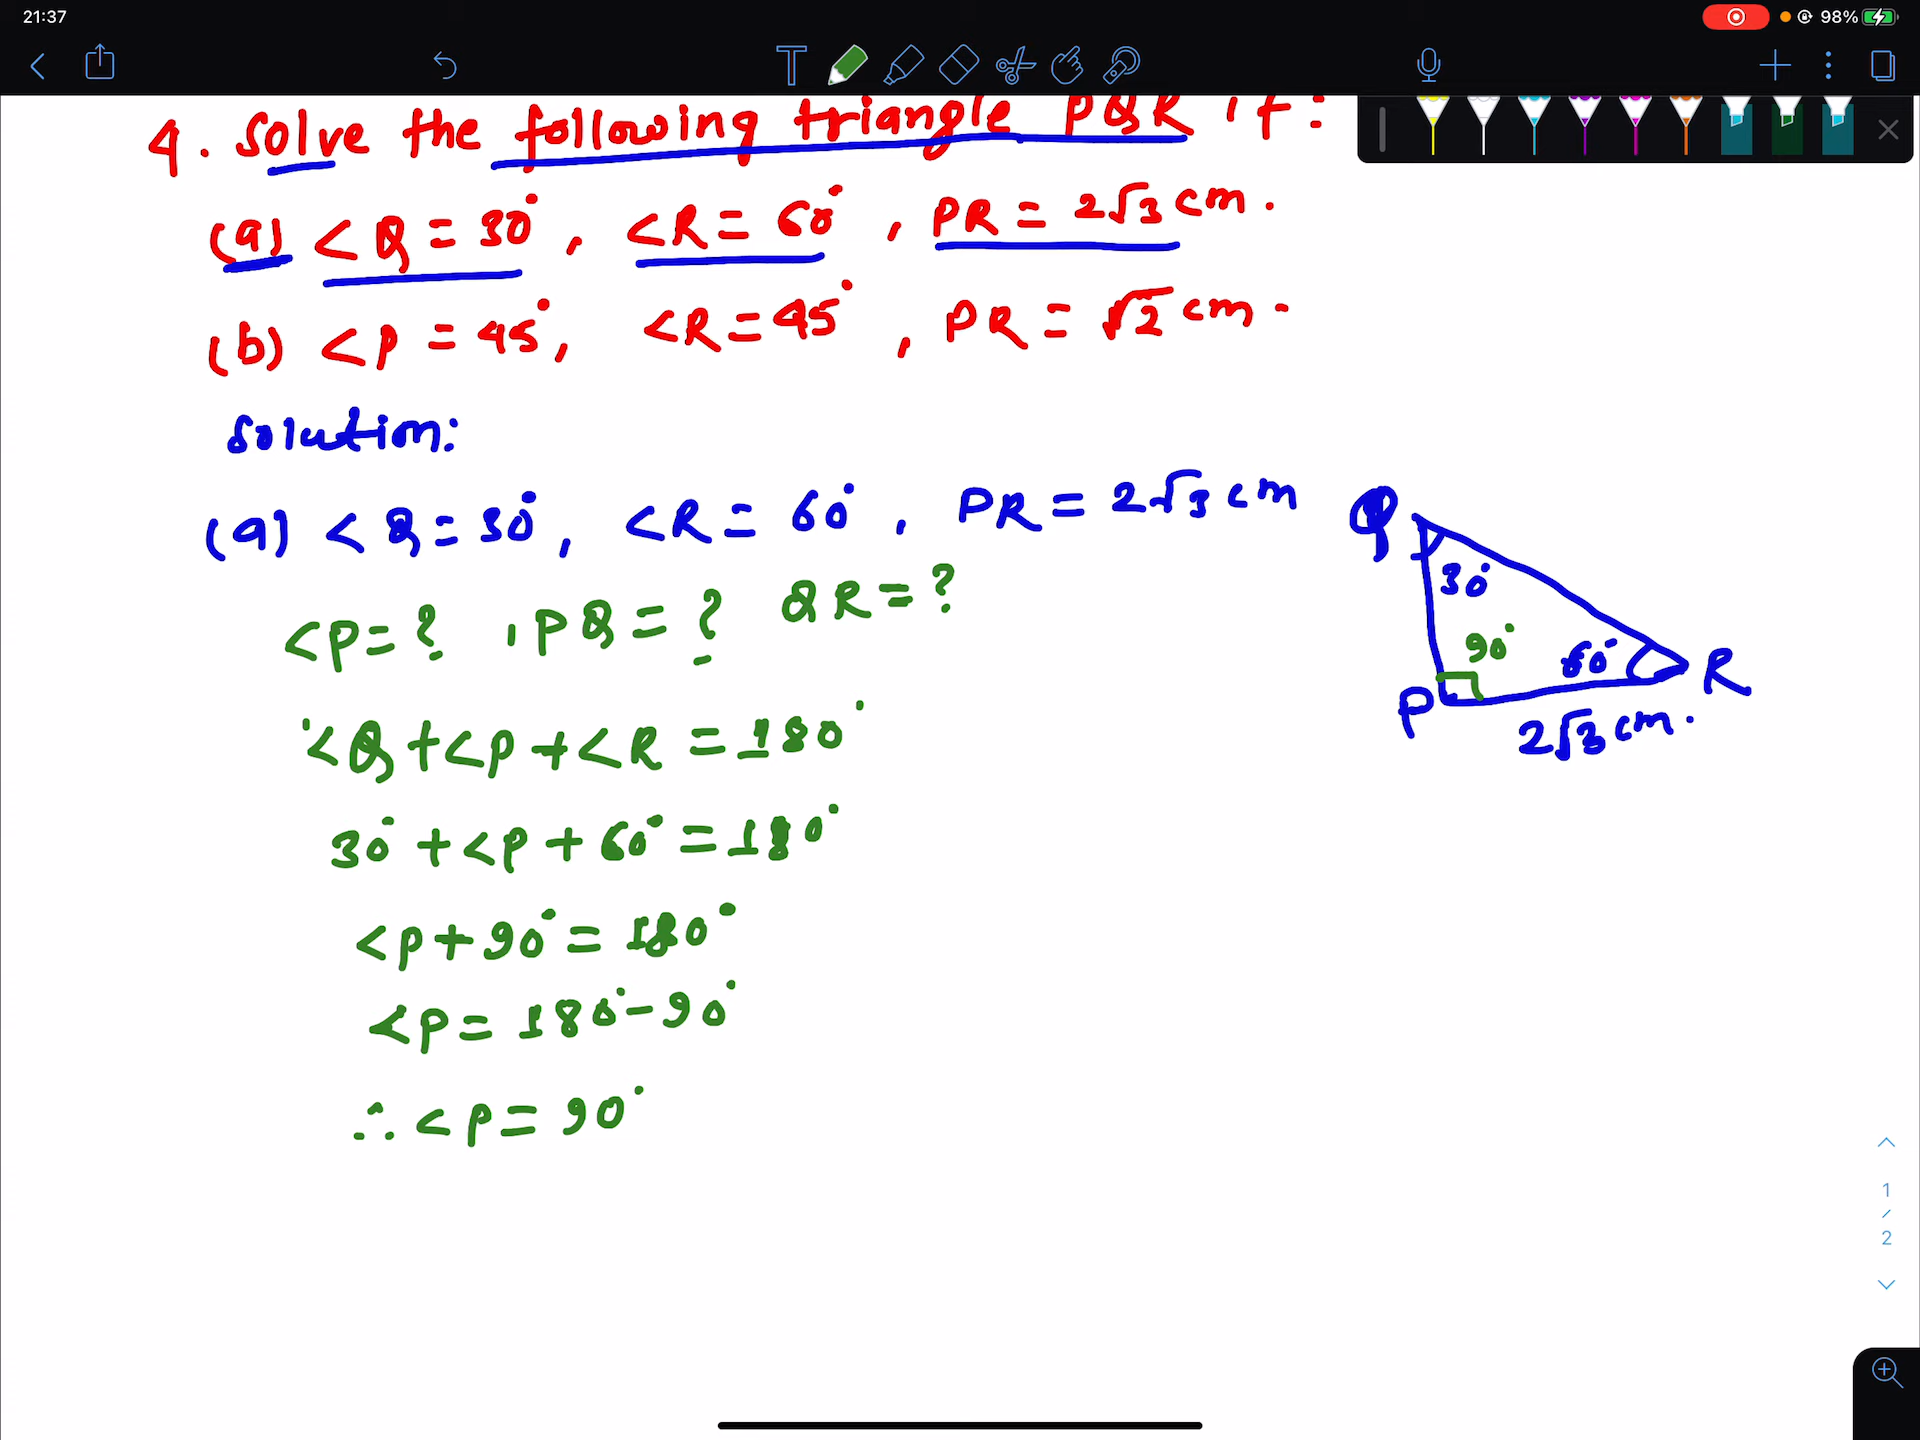 21:37
98%
4. Solve the following triangle PQR if:
(a) <Q = 30°, <R = 60°, PR = 2√3 cm.
(b) <P = 45°, <R = 45°, PR = √2 cm.
Solution:
(a) <Q = 30°, <R = 60°, PR = 2√3 cm
<P = ?, PQ = ? QR = ?
<Q + <P + <R = 180°
30° + <P + 60° = 180°
<P + 90° = 180°
<P = 180° - 90°
∴ <P = 90°
Q
30°
90°
60°
P
R
2√3 cm.
1
/
2